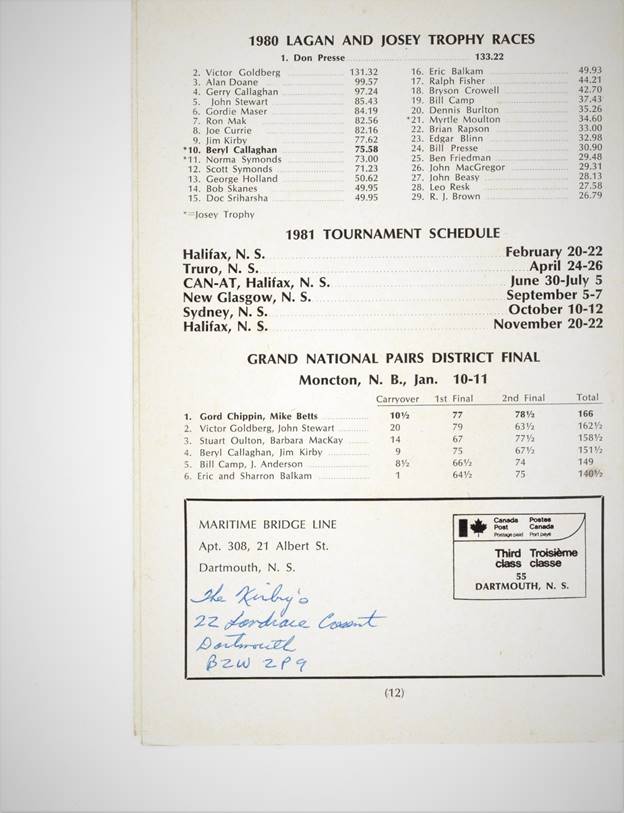 1980 LAGAN AND JOSEY TROPHY RACES
1. Don Presse 133.22
2. Victor Goldberg 131.32
3. Alan Doane 99.57
4. Gerry Callaghan 97.24
5. John Stewart 85.43
6. Gordie Maser 84.19
7. Ron Mak 82.56
8. Joe Currie 82.16
9. Jim Kirby 77.62
*10. Beryl Callaghan 75.58
*11. Norma Symonds 73.00
12. Scott Symonds 71.23
13. George Holland 50.62
14. Bob Skanes 49.95
15. Doc Sriharsha 49.95
*=Josey Trophy
16. Eric Balkam 49.93
17. Ralph Fisher 44.21
18. Bryson Crowell 42.70
19. Bill Camp 37.43
20. Dennis Burlton 35.26
*21. Myrtle Moulton 34.60
22. Brian Rapson 33.00
23. Edgar Blinn 32.98
24. Bill Presse 30.90
25. Ben Friedman 29.48
26. John MacGregor 29.31
27. John Beasy 28.13
28. Leo Resk 27.58
29. R. J. Brown 26.79
1981 TOURNAMENT SCHEDULE
Halifax, N. S. February 20-22
Truro, N. S. April 24-26
CAN-AT, Halifax, N. S. June 30-July 5
New Glasgow, N. S. September 5-7
Sydney, N. S. October 10-12
Halifax, N. S. November 20-22
GRAND NATIONAL PAIRS DISTRICT FINAL
Moncton, N. B., Jan. 10-11
Carryover 1st Final 2nd Final Total
1. Gord Chippin, Mike Betts 10½ 77 78½ 166
2. Victor Goldberg, John Stewart 20 79 63½ 162½
3. Stuart Oulton, Barbara MacKay 14 67 77½ 158½
4. Beryl Callaghan, Jim Kirby 9 75 67½ 151½
5. Bill Camp, J. Anderson 8½ 66½ 74 149
6. Eric and Sharron Balkam 1 64½ 75 140½
MARITIME BRIDGE LINE
Apt. 308, 21 Albert St.
Dartmouth, N. S.
The Kirby's
22
Dartmouth
B2W 2P9
Canada Postes
Post Canada
Postage paid Port payé
Third Troisième
class classe
55
DARTMOUTH, N. S.
(12)